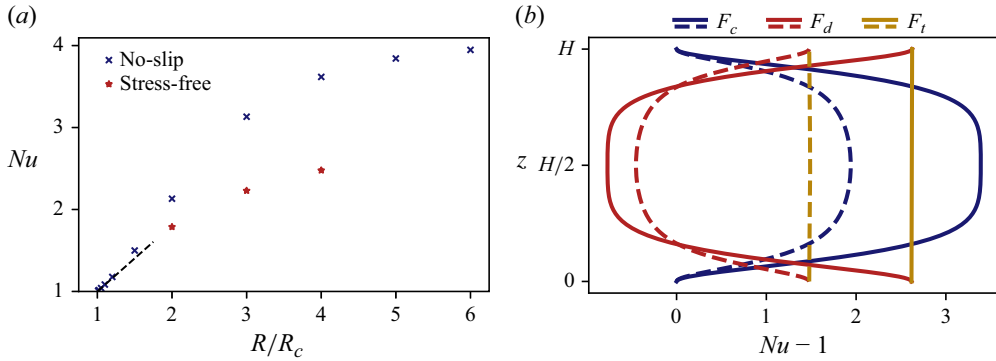 (a)
No-slip
Stress-free
Nu
4
3
2
1
1 2 3 4 5 6
R/R_c
(b)
F_c F_d F_t
H
z H/2
0
0 1 2 3
Nu − 1